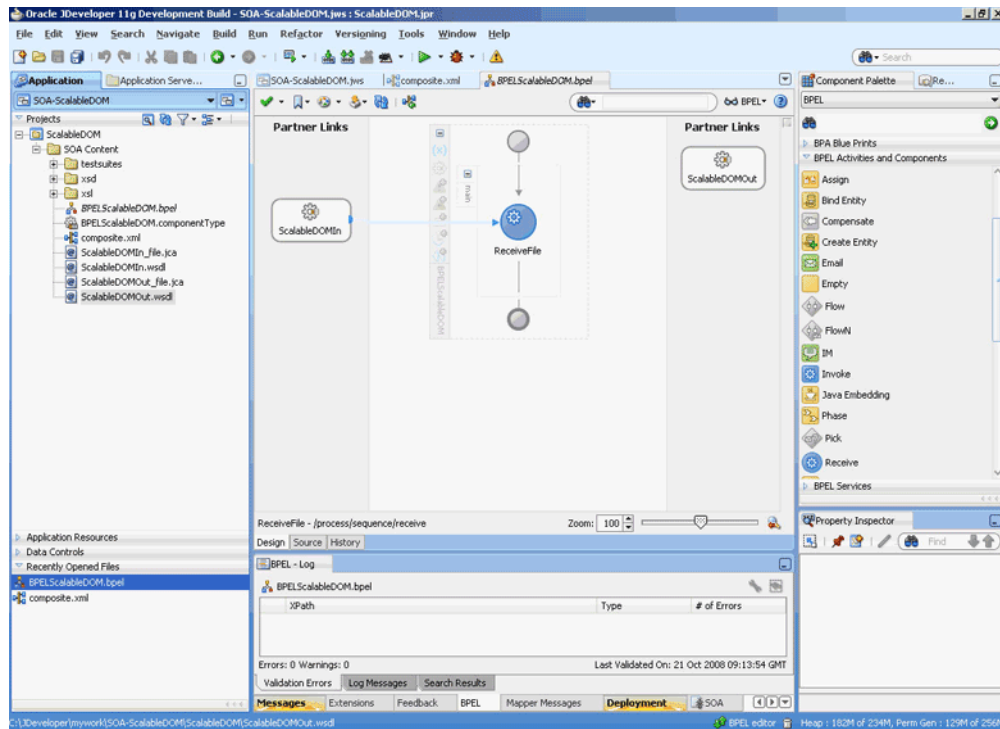 Oracle JDeveloper 11g Development Build - SOA-ScalableDOM.jws : ScalableDOM.jpr
File Edit View Search Navigate Build Run Refactor Versioning Tools Window Help
Search
Application
Application Serve...
SOA-ScalableDOM.jws
composite.xml
BPELScalableDOM.bpel
Component Palette
Re...
SOA-ScalableDOM
BPEL
BPEL
Projects
ScalableDOM
SOA Content
testsuites
xsd
xsl
BPELScalableDOM.bpel
BPELScalableDOM.componentType
composite.xml
ScalableDOMIn_file.jca
ScalableDOMIn.wsdl
ScalableDOMOut_file.jca
ScalableDOMOut.wsdl
Application Resources
Data Controls
Recently Opened Files
BPELScalableDOM.bpel
composite.xml
Partner Links
Partner Links
ScalableDOMIn
main
ReceiveFile
BPELScalableDOM
ScalableDOMOut
ReceiveFile - /process/sequence/receive
Zoom: 100
Design Source History
BPEL - Log
BPELScalableDOM.bpel
XPath Type # of Errors
Errors: 0 Warnings: 0
Last Validated On: 21 Oct 2008 09:13:54 GMT
Validation Errors Log Messages Search Results
Messages Extensions Feedback BPEL Mapper Messages Deployment SOA
BPA Blue Prints
BPEL Activities and Components
Assign
Bind Entity
Compensate
Create Entity
Email
Empty
Flow
FlowN
IM
Invoke
Java Embedding
Phase
Pick
Receive
BPEL Services
Property Inspector
Find
C:\JDeveloper\mywork\SOA-ScalableDOM\ScalableDOM\ScalableDOMOut.wsdl
BPEL editor
Heap : 182M of 234M, Perm Gen : 129M of 256M